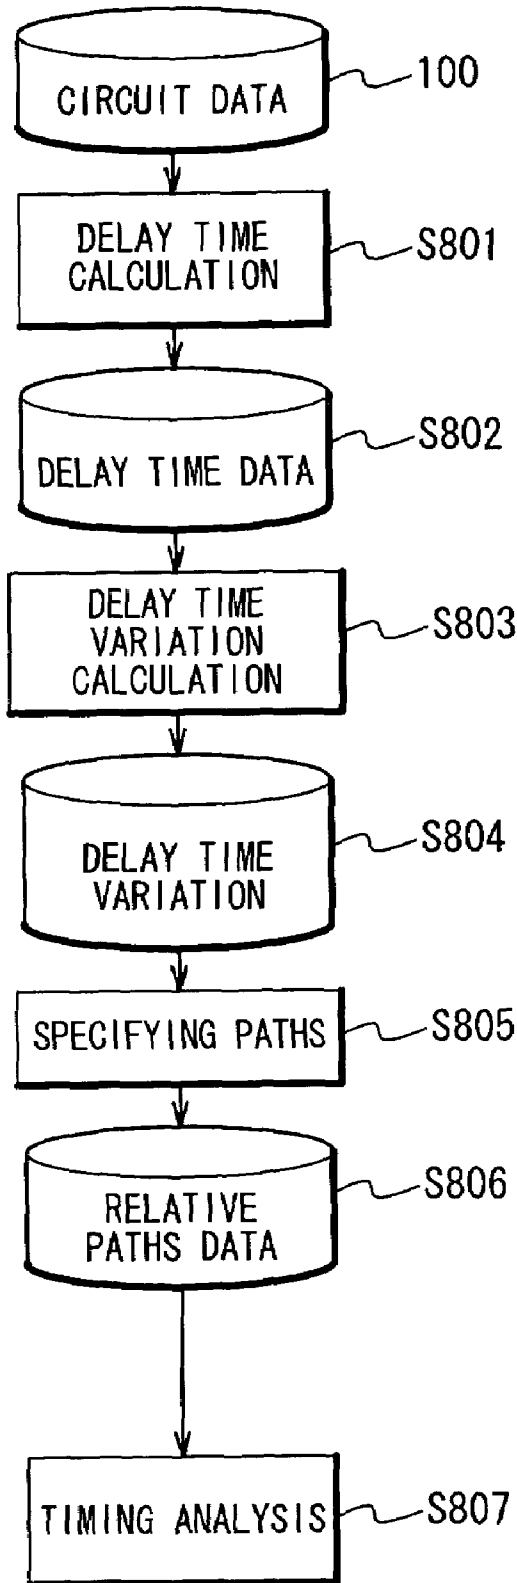 CIRCUIT DATA
100
DELAY TIME
CALCULATION
S801
DELAY TIME DATA
S802
DELAY TIME
VARIATION
CALCULATION
S803
DELAY TIME
VARIATION
S804
SPECIFYING PATHS
S805
RELATIVE
PATHS DATA
S806
TIMING ANALYSIS
S807